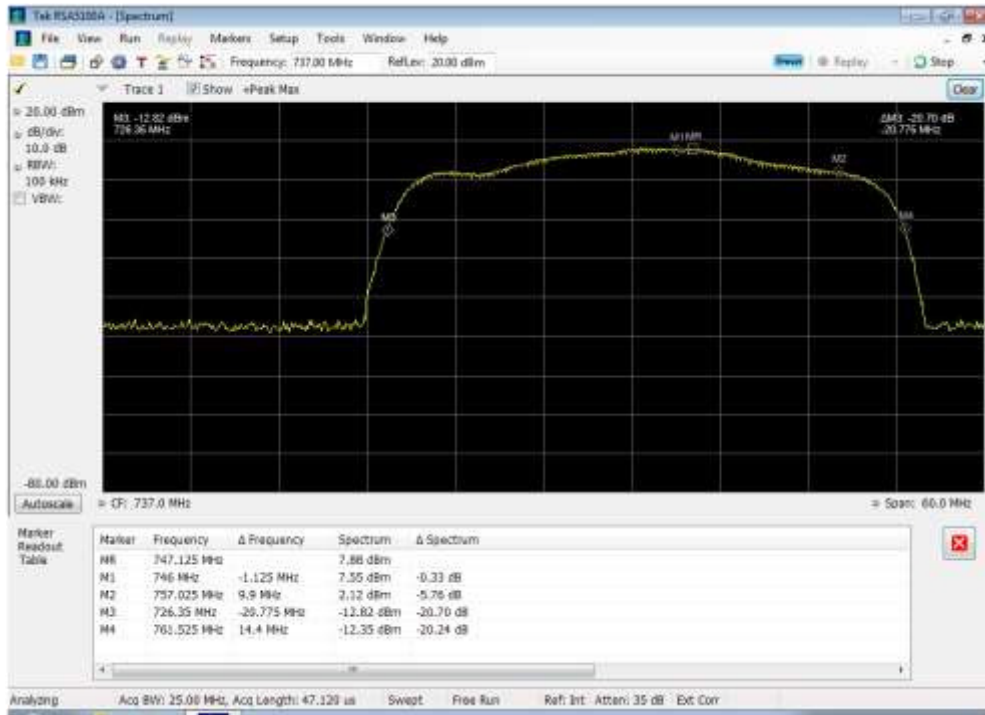 Tek RSA5100A - [Spectrum]
File View Run Replay Markers Setup Tools Window Help
Frequency: 737.00 MHz RefLev: 20.00 dBm Preset Replay Stop
Trace 1 Show +Peak Max Clear
20.00 dBm
dB/div:
10.0 dB
RBW:
100 kHz
VBW:
M3: -12.82 dBm
726.35 MHz
ΔM3: -20.70 dB
-20.775 MHz
M1 MR
M2
M3
M4
-80.00 dBm
Autoscale CF: 737.0 MHz Span: 60.0 MHz
Marker
Readout
Table
Marker Frequency Δ Frequency Spectrum Δ Spectrum
MR 747.125 MHz 7.88 dBm
M1 746 MHz -1.125 MHz 7.55 dBm -0.33 dB
M2 757.025 MHz 9.9 MHz 2.12 dBm -5.76 dB
M3 726.35 MHz -20.775 MHz -12.82 dBm -20.70 dB
M4 761.525 MHz 14.4 MHz -12.35 dBm -20.24 dB
Analyzing Acq BW: 25.00 MHz, Acq Length: 47.120 us Swept Free Run Ref: Int Atten: 35 dB Ext Corr